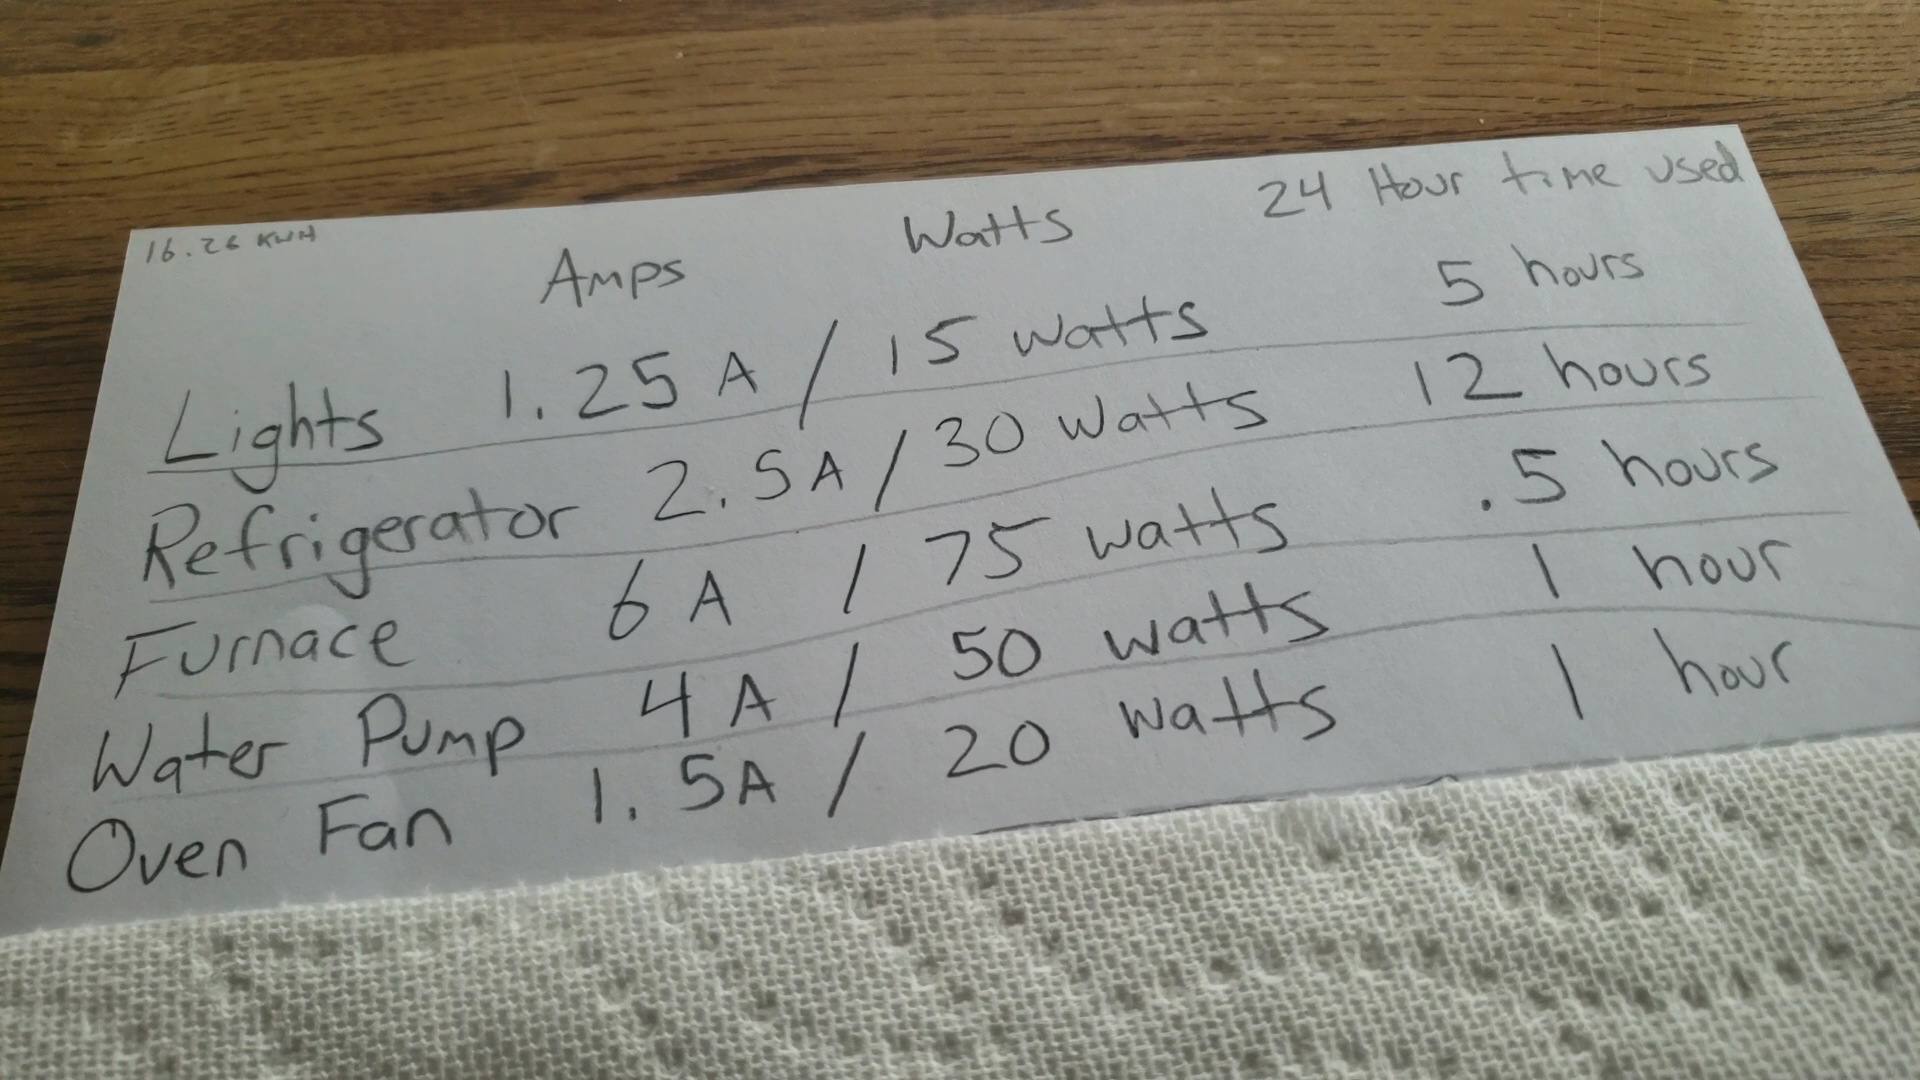 16.26 KWH
Amps Watts 24 Hour time used
Lights 1.25 A / 15 watts 5 hours
Refrigerator 2.5A / 30 watts 12 hours
Furnace 6 A / 75 watts .5 hours
Water Pump 4 A / 50 watts 1 hour
Oven Fan 1.5A / 20 watts 1 hour